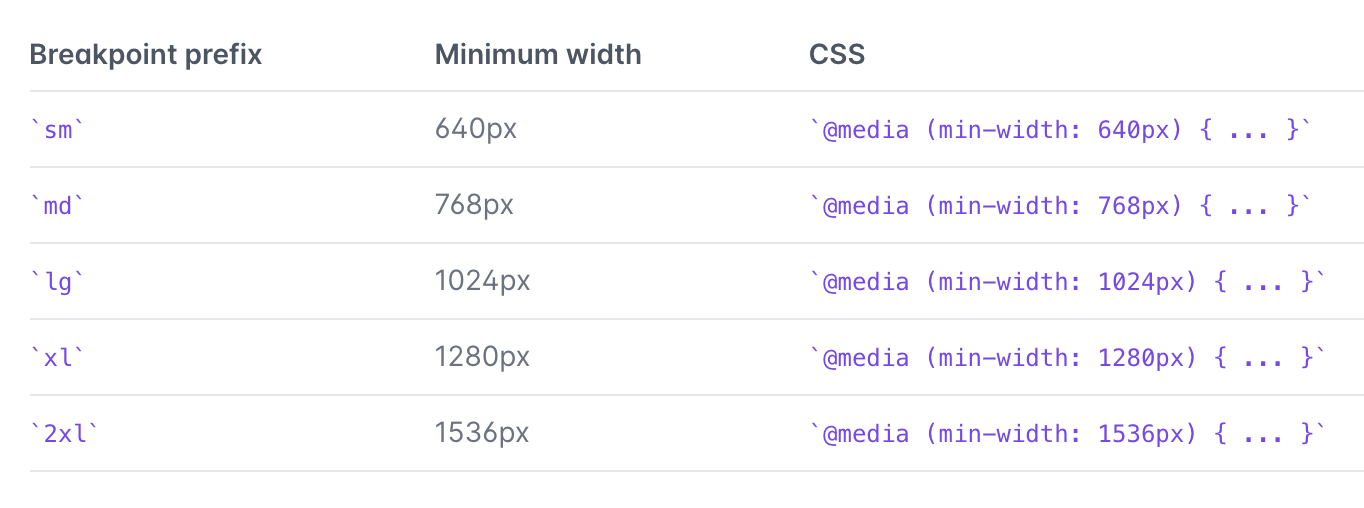 Breakpoint prefix Minimum width CSS
`sm` 640px `@media (min-width: 640px) { ... }`
`md` 768px `@media (min-width: 768px) { ... }`
`lg` 1024px `@media (min-width: 1024px) { ... }`
`xl` 1280px `@media (min-width: 1280px) { ... }`
`2xl` 1536px `@media (min-width: 1536px) { ... }`